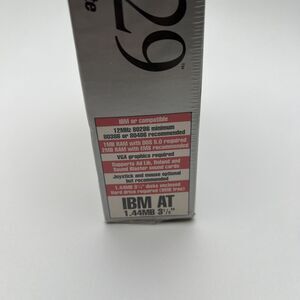 29™
IBM or compatible
12MHz 80286 minimum
80386 or 80486 recommended
1MB RAM with DOS 5.0 required
2MB RAM with EMS recommended
VGA graphics required
Supports Ad Lib, Roland and
Sound Blaster sound cards
Joystick and mouse optional
but recommended
1.44MB 3½" disks enclosed
Hard drive required
IBM AT
1.44MB 3½"